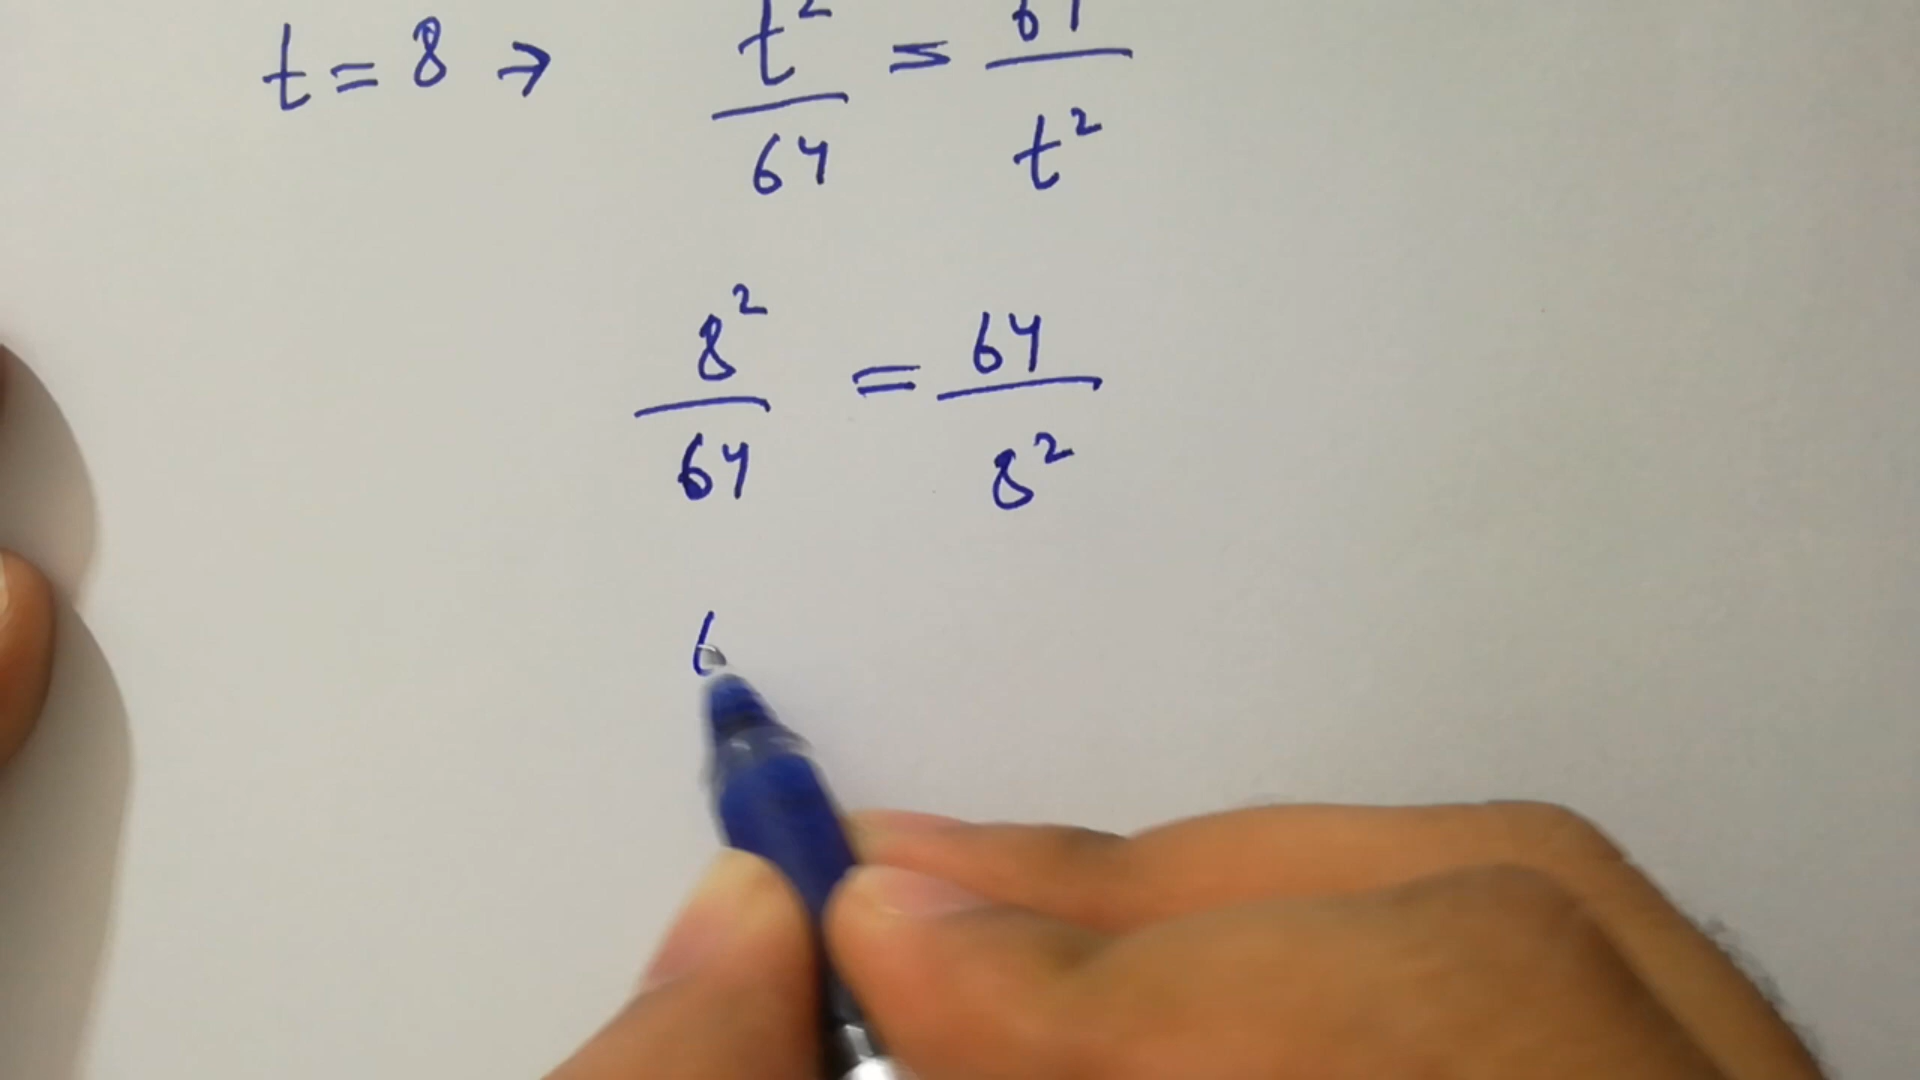 t = 8 → t²/64 = 64/t²
8²/64 = 64/8²
6